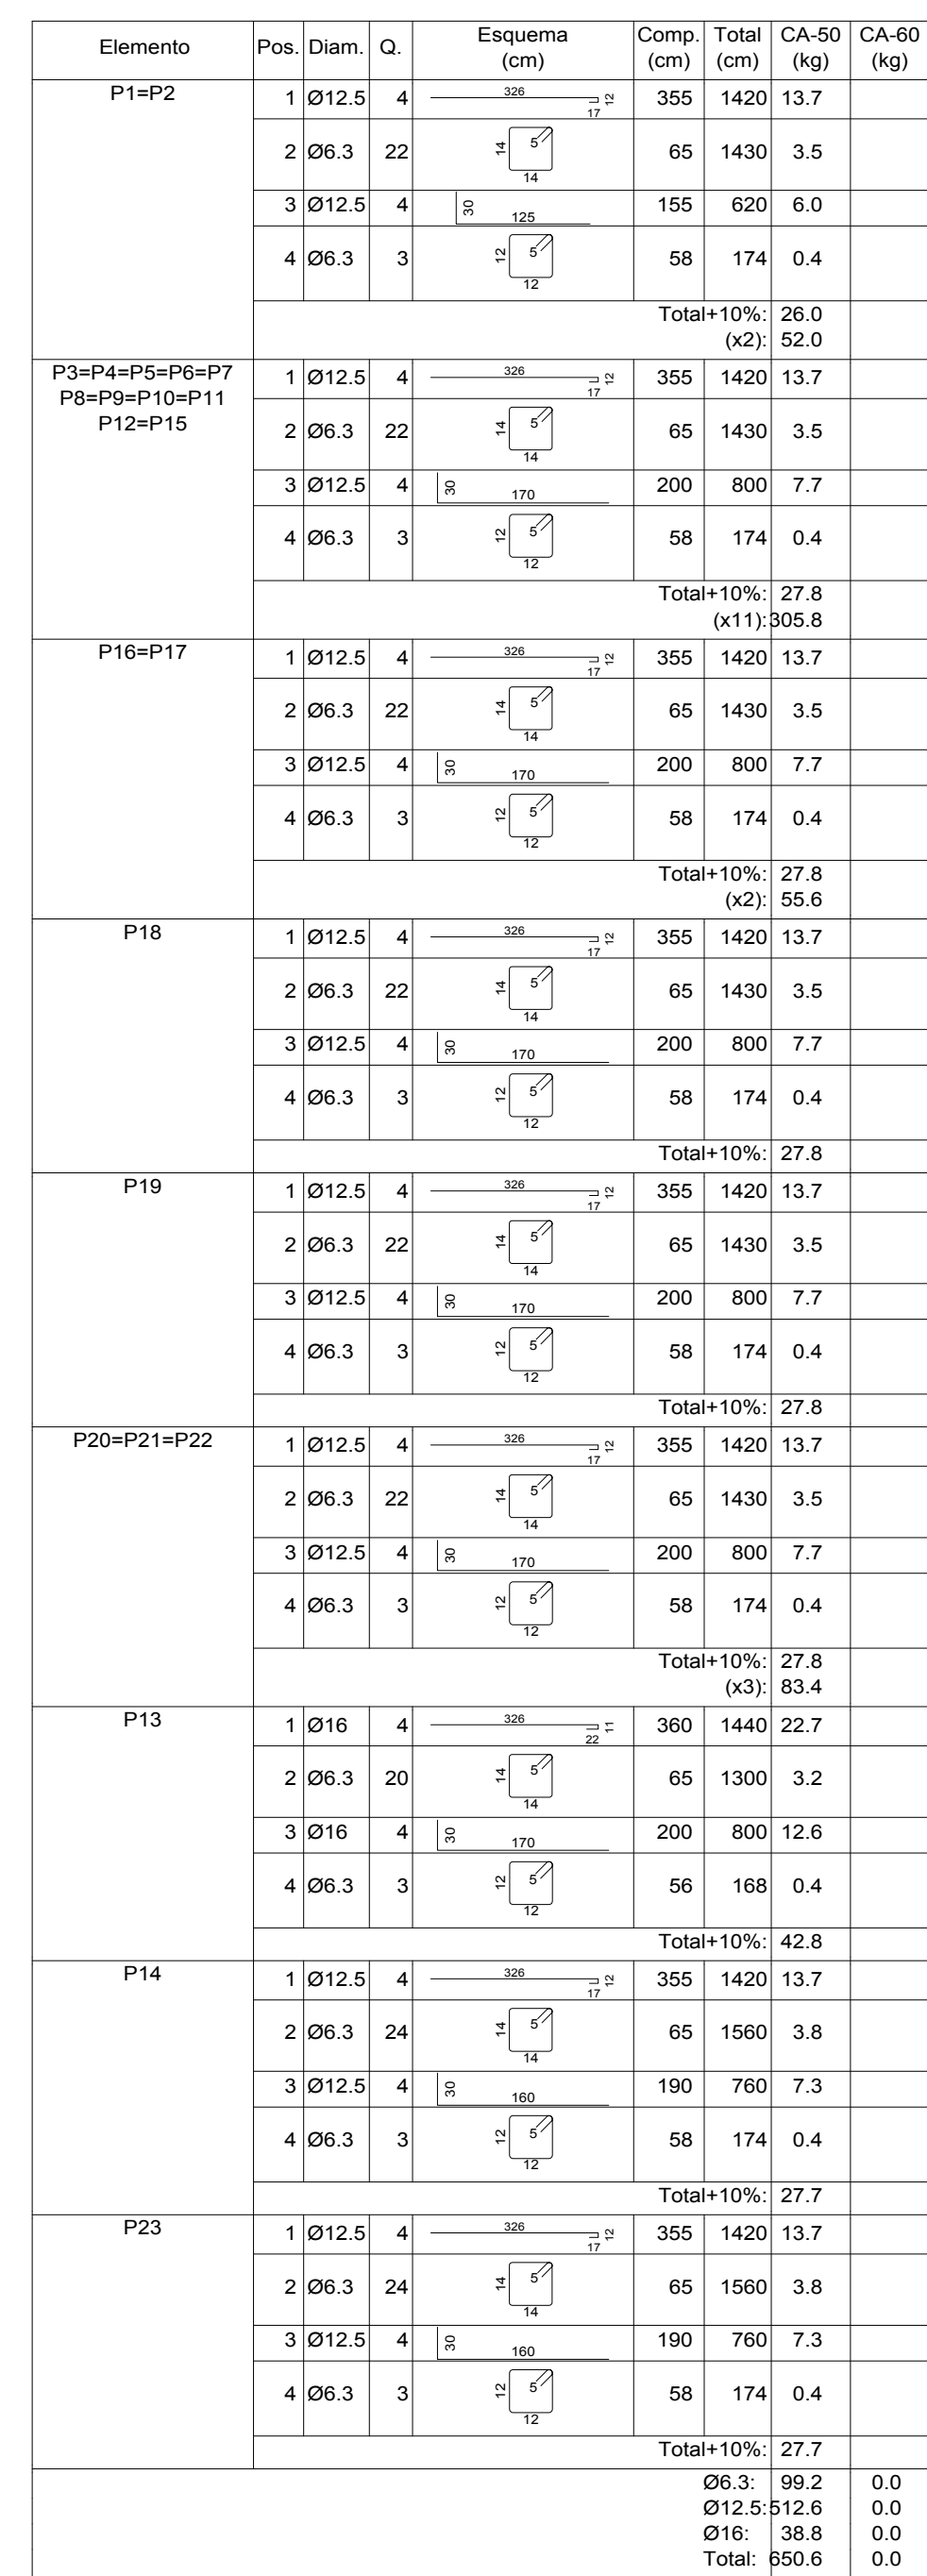 Elemento Pos. Diam. Q. Esquema (cm) Comp. (cm) Total (cm) CA-50 (kg) CA-60 (kg)
P1=P2 1 Ø12.5 4 326 17 12 355 1420 13.7
2 Ø6.3 22 14 5 14 65 1430 3.5
3 Ø12.5 4 30 125 155 620 6.0
4 Ø6.3 3 12 5 12 58 174 0.4
Total+10%: 26.0
(x2): 52.0
P3=P4=P5=P6=P7 1 Ø12.5 4 326 17 12 355 1420 13.7
P8=P9=P10=P11
P12=P15 2 Ø6.3 22 14 5 14 65 1430 3.5
3 Ø12.5 4 30 170 200 800 7.7
4 Ø6.3 3 12 5 12 58 174 0.4
Total+10%: 27.8
(x11): 305.8
P16=P17 1 Ø12.5 4 326 17 12 355 1420 13.7
2 Ø6.3 22 14 5 14 65 1430 3.5
3 Ø12.5 4 30 170 200 800 7.7
4 Ø6.3 3 12 5 12 58 174 0.4
Total+10%: 27.8
(x2): 55.6
P18 1 Ø12.5 4 326 17 12 355 1420 13.7
2 Ø6.3 22 14 5 14 65 1430 3.5
3 Ø12.5 4 30 170 200 800 7.7
4 Ø6.3 3 12 5 12 58 174 0.4
Total+10%: 27.8
P19 1 Ø12.5 4 326 17 12 355 1420 13.7
2 Ø6.3 22 14 5 14 65 1430 3.5
3 Ø12.5 4 30 170 200 800 7.7
4 Ø6.3 3 12 5 12 58 174 0.4
Total+10%: 27.8
P20=P21=P22 1 Ø12.5 4 326 17 12 355 1420 13.7
2 Ø6.3 22 14 5 14 65 1430 3.5
3 Ø12.5 4 30 170 200 800 7.7
4 Ø6.3 3 12 5 12 58 174 0.4
Total+10%: 27.8
(x3): 83.4
P13 1 Ø16 4 326 22 11 360 1440 22.7
2 Ø6.3 20 14 5 14 65 1300 3.2
3 Ø16 4 30 170 200 800 12.6
4 Ø6.3 3 12 5 12 56 168 0.4
Total+10%: 42.8
P14 1 Ø12.5 4 326 17 12 355 1420 13.7
2 Ø6.3 24 14 5 14 65 1560 3.8
3 Ø12.5 4 30 160 190 760 7.3
4 Ø6.3 3 12 5 12 58 174 0.4
Total+10%: 27.7
P23 1 Ø12.5 4 326 17 12 355 1420 13.7
2 Ø6.3 24 14 5 14 65 1560 3.8
3 Ø12.5 4 30 160 190 760 7.3
4 Ø6.3 3 12 5 12 58 174 0.4
Total+10%: 27.7
Ø6.3: 99.2 0.0
Ø12.5: 512.6 0.0
Ø16: 38.8 0.0
Total: 650.6 0.0